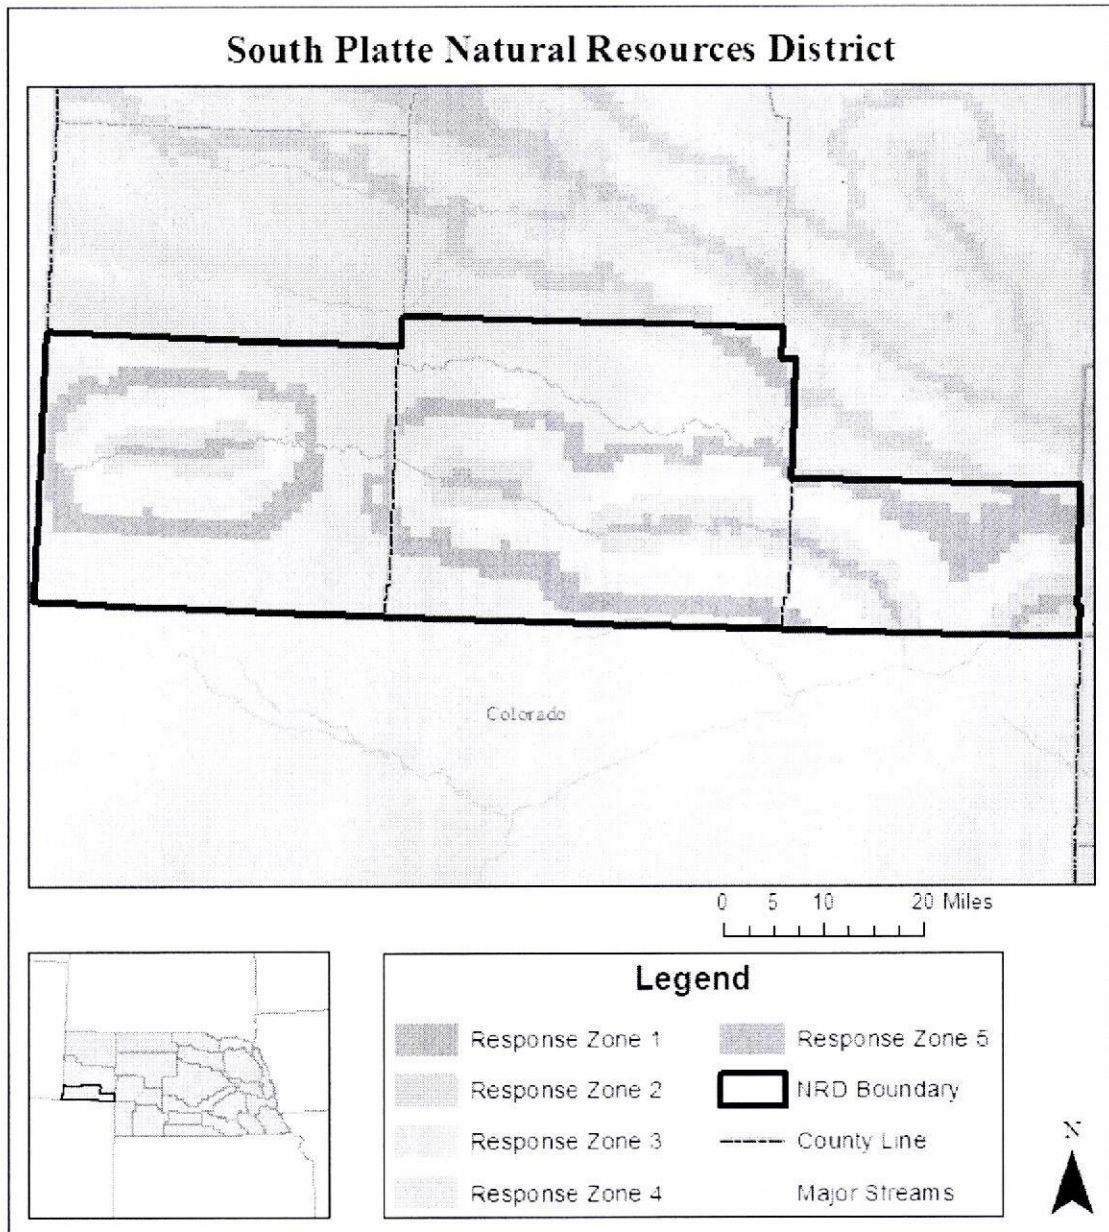 South Platte Natural Resources District
Colorado
0 5 10 20 Miles
Legend
Response Zone 1
Response Zone 2
Response Zone 3
Response Zone 4
Response Zone 5
NRD Boundary
County Line
Major Streams
N